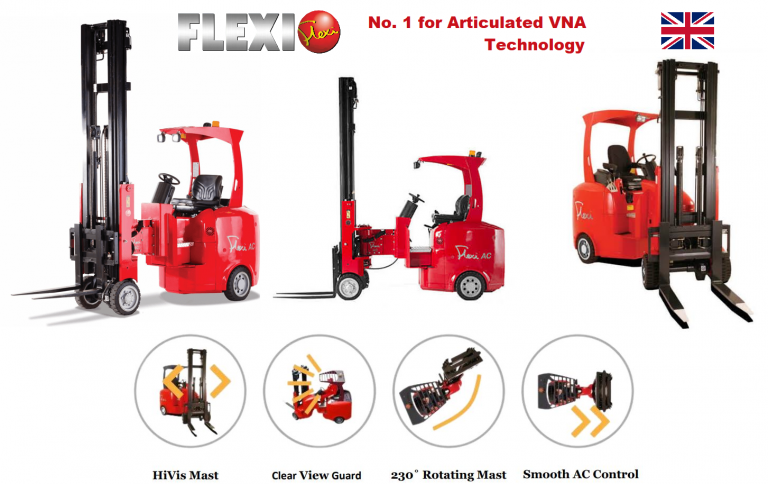 FLEXI
Flexi
No. 1 for Articulated VNA
Technology
Flexi AC
Flexi AC
Flexi
HiVis Mast
Clear View Guard
230° Rotating Mast
Smooth AC Control